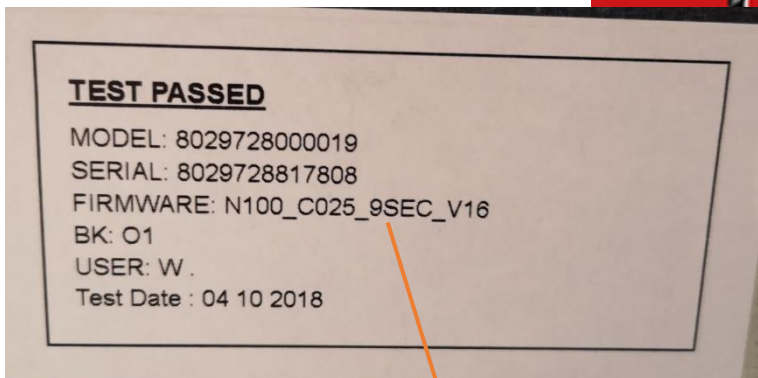 TEST PASSED
MODEL: 8029728000019
SERIAL: 8029728817808
FIRMWARE: N100_C025_9SEC_V16
BK: O1
USER: W .
Test Date : 04 10 2018